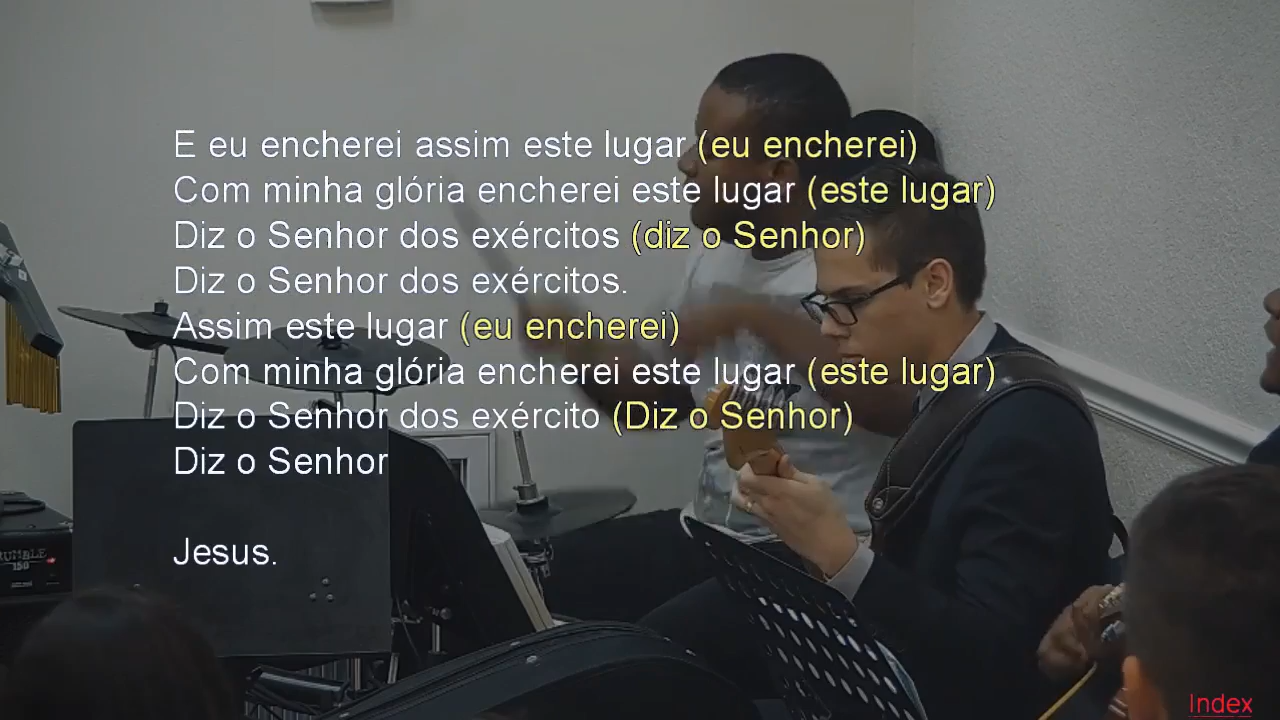 E eu encherei assim este lugar (eu encherei)
Com minha glória encherei este lugar (este lugar)
Diz o Senhor dos exércitos (diz o Senhor)
Diz o Senhor dos exércitos.
Assim este lugar (eu encherei)
Com minha glória encherei este lugar (este lugar)
Diz o Senhor dos exército (Diz o Senhor)
Diz o Senhor
RUMBLE
150
Jesus.
Index